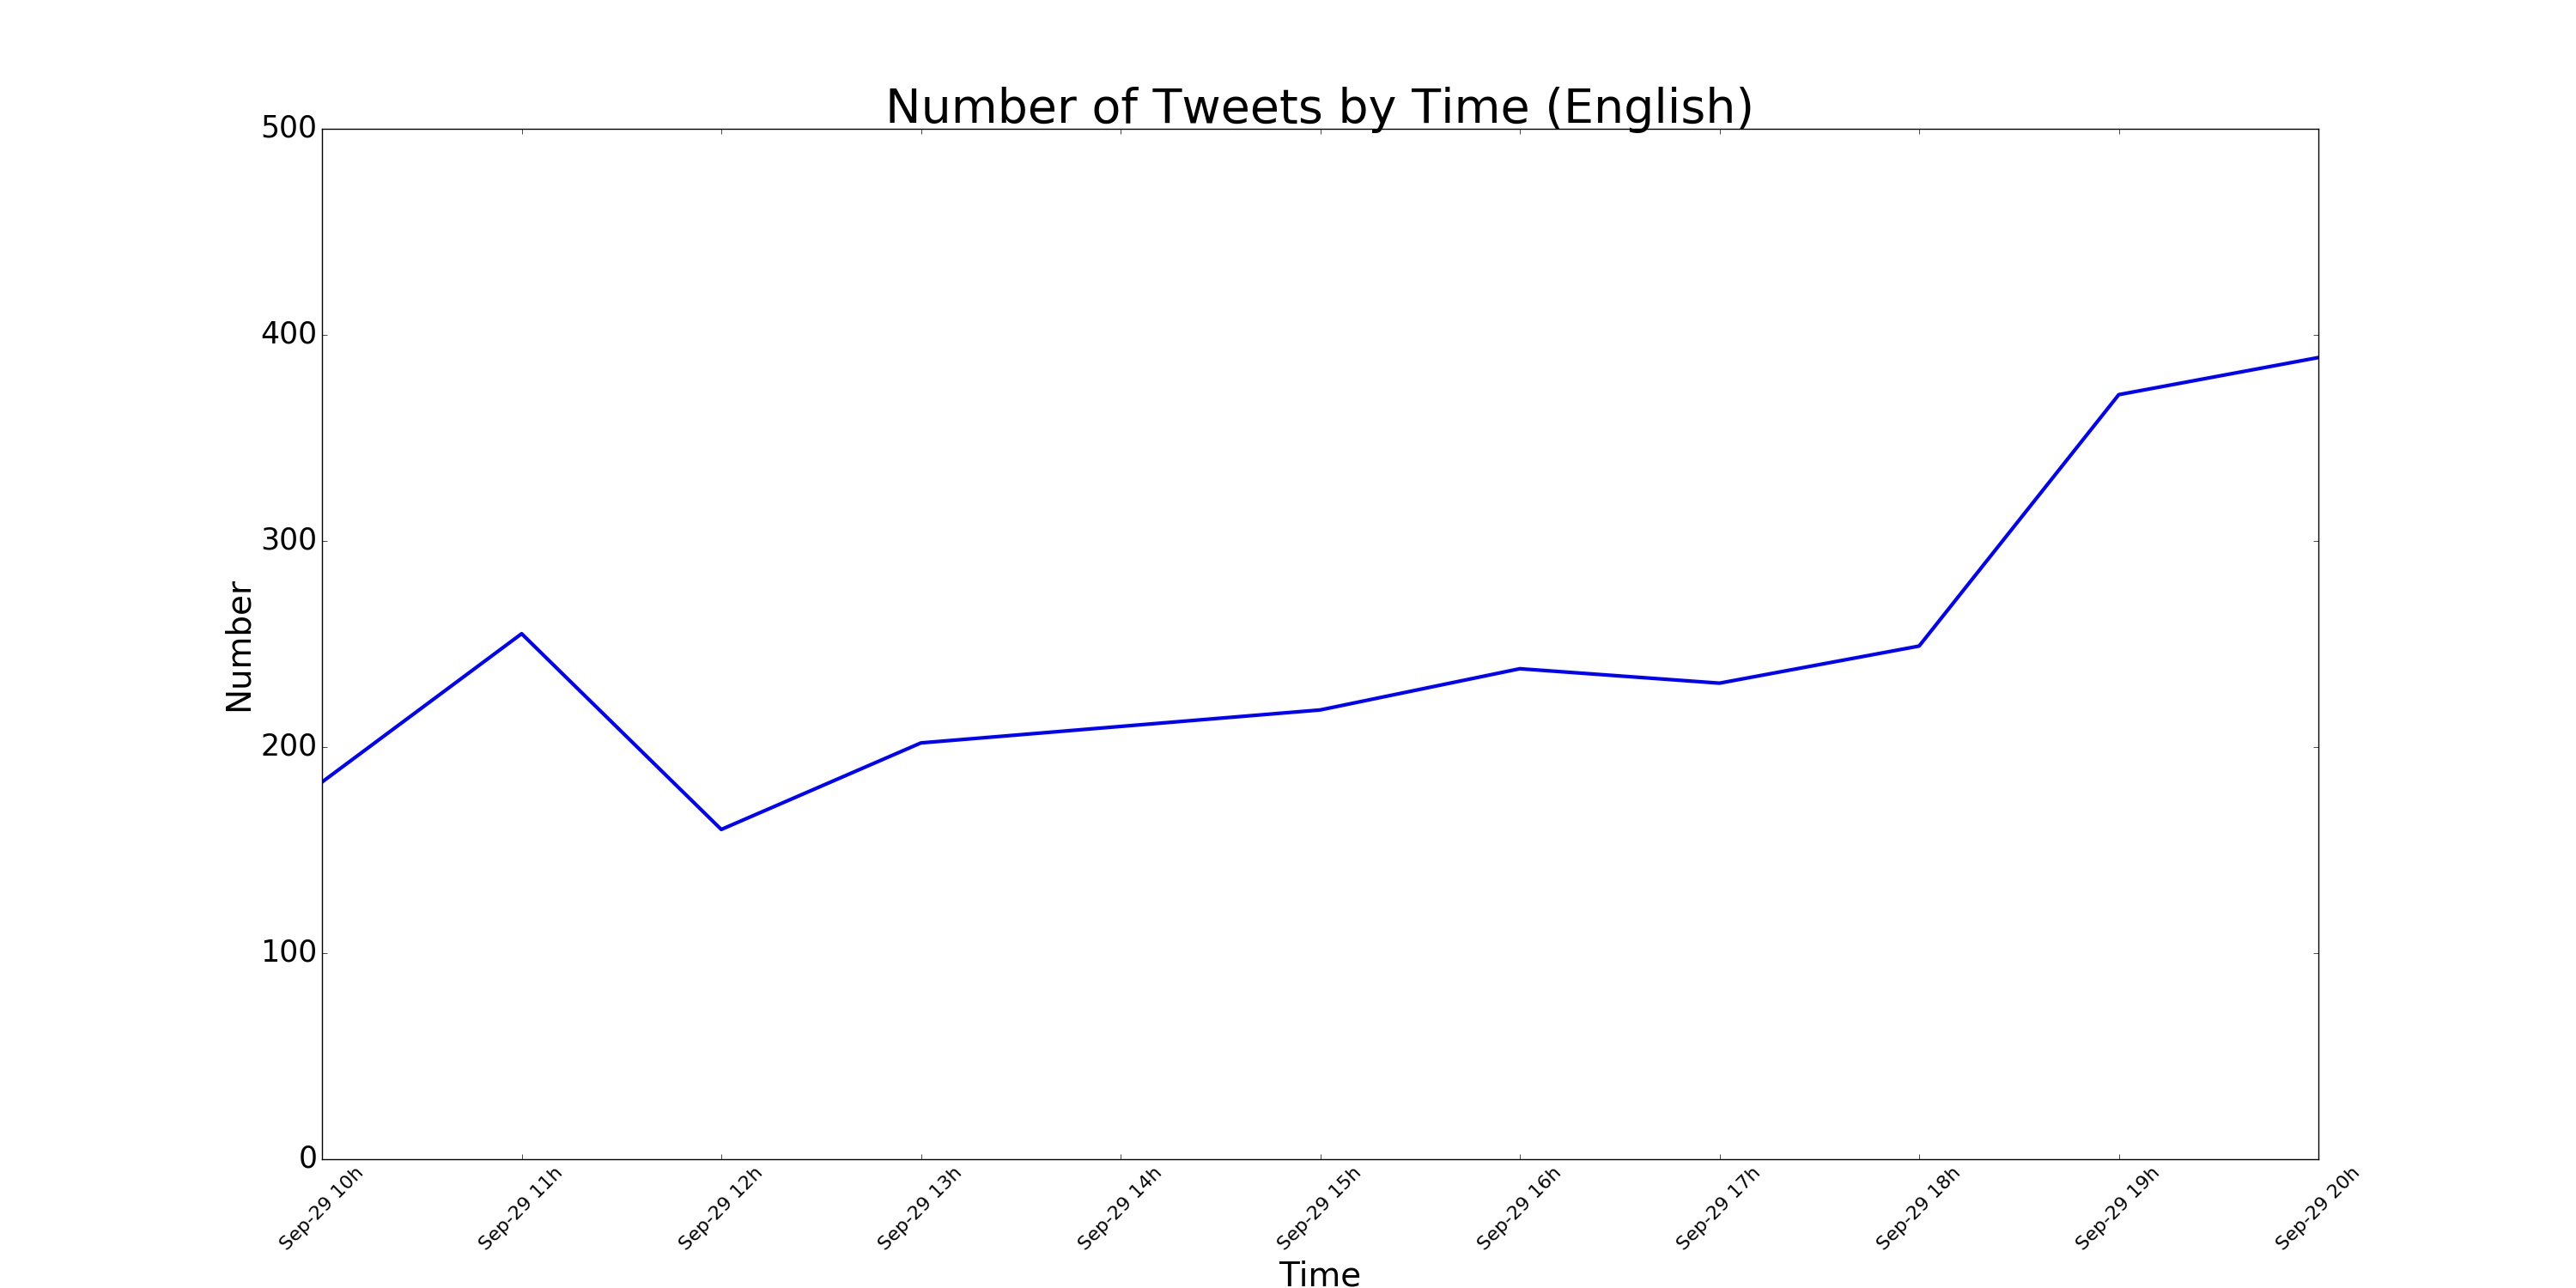 Number of Tweets by Time (English)
500
400
300
200
100
0
Number
Sep-29 10h
Sep-29 11h
Sep-29 12h
Sep-29 13h
Sep-29 14h
Sep-29 15h
Sep-29 16h
Sep-29 17h
Sep-29 18h
Sep-29 19h
Sep-29 20h
Time